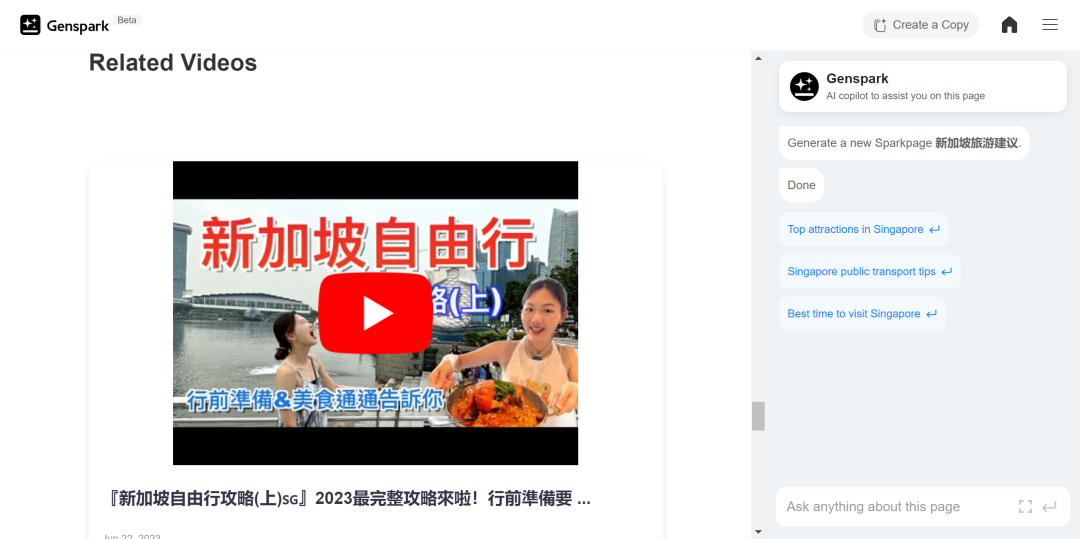 Genspark
Beta
Create a Copy
Related Videos
新加坡自由行
略(上)
行前準備&美食通通告訴你
『新加坡自由行攻略(上)SG』2023最完整攻略來啦！行前準備要 ...
Jun 22, 2023
Genspark
AI copilot to assist you on this page
Generate a new Sparkpage 新加坡旅游建议.
Done
Top attractions in Singapore
Singapore public transport tips
Best time to visit Singapore
Ask anything about this page